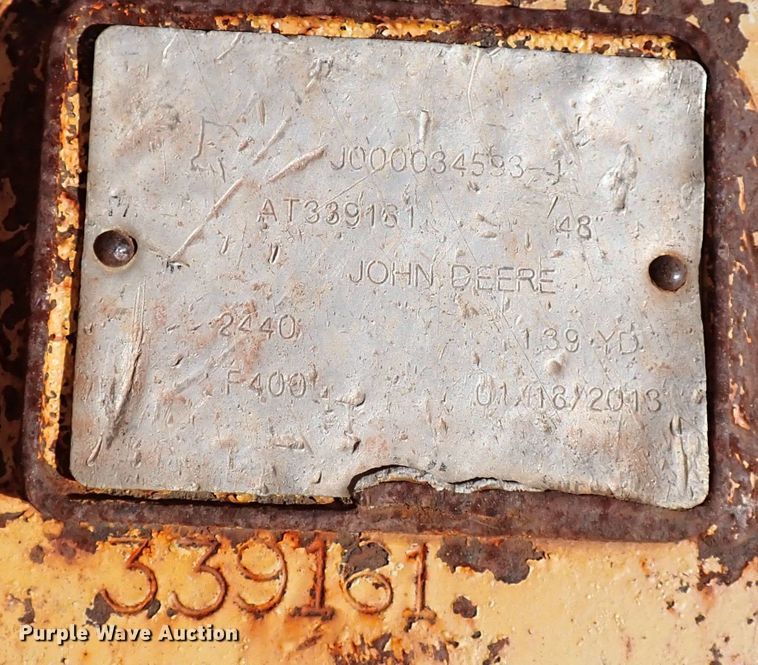 J000034593-1
AT339161 48"
JOHN DEERE
2440 1.39 YD
F400 01/18/2013
339161
Purple Wave Auction